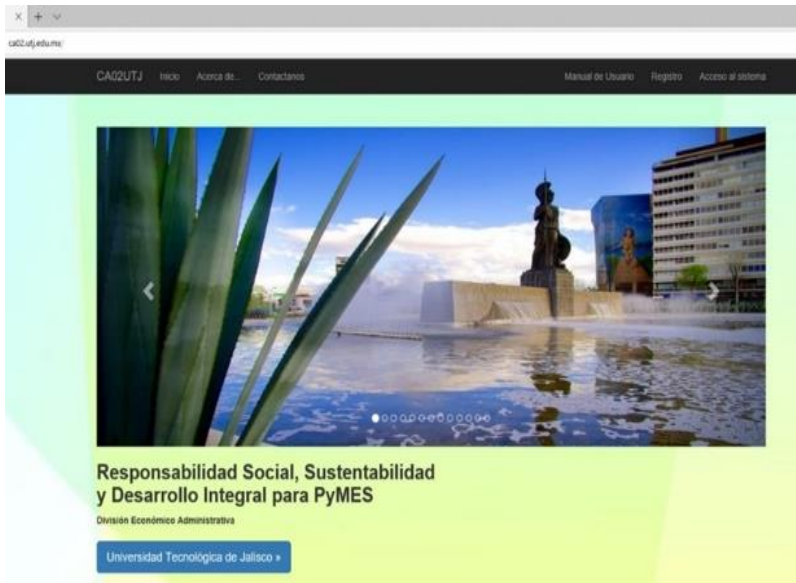 ca02.utj.edu.mx/
CA02UTJ Inicio Acerca de... Contactanos Manual de Usuario Registro Acceso al sistema
Responsabilidad Social, Sustentabilidad
y Desarrollo Integral para PyMES
División Económico Administrativa
Universidad Tecnológica de Jalisco »